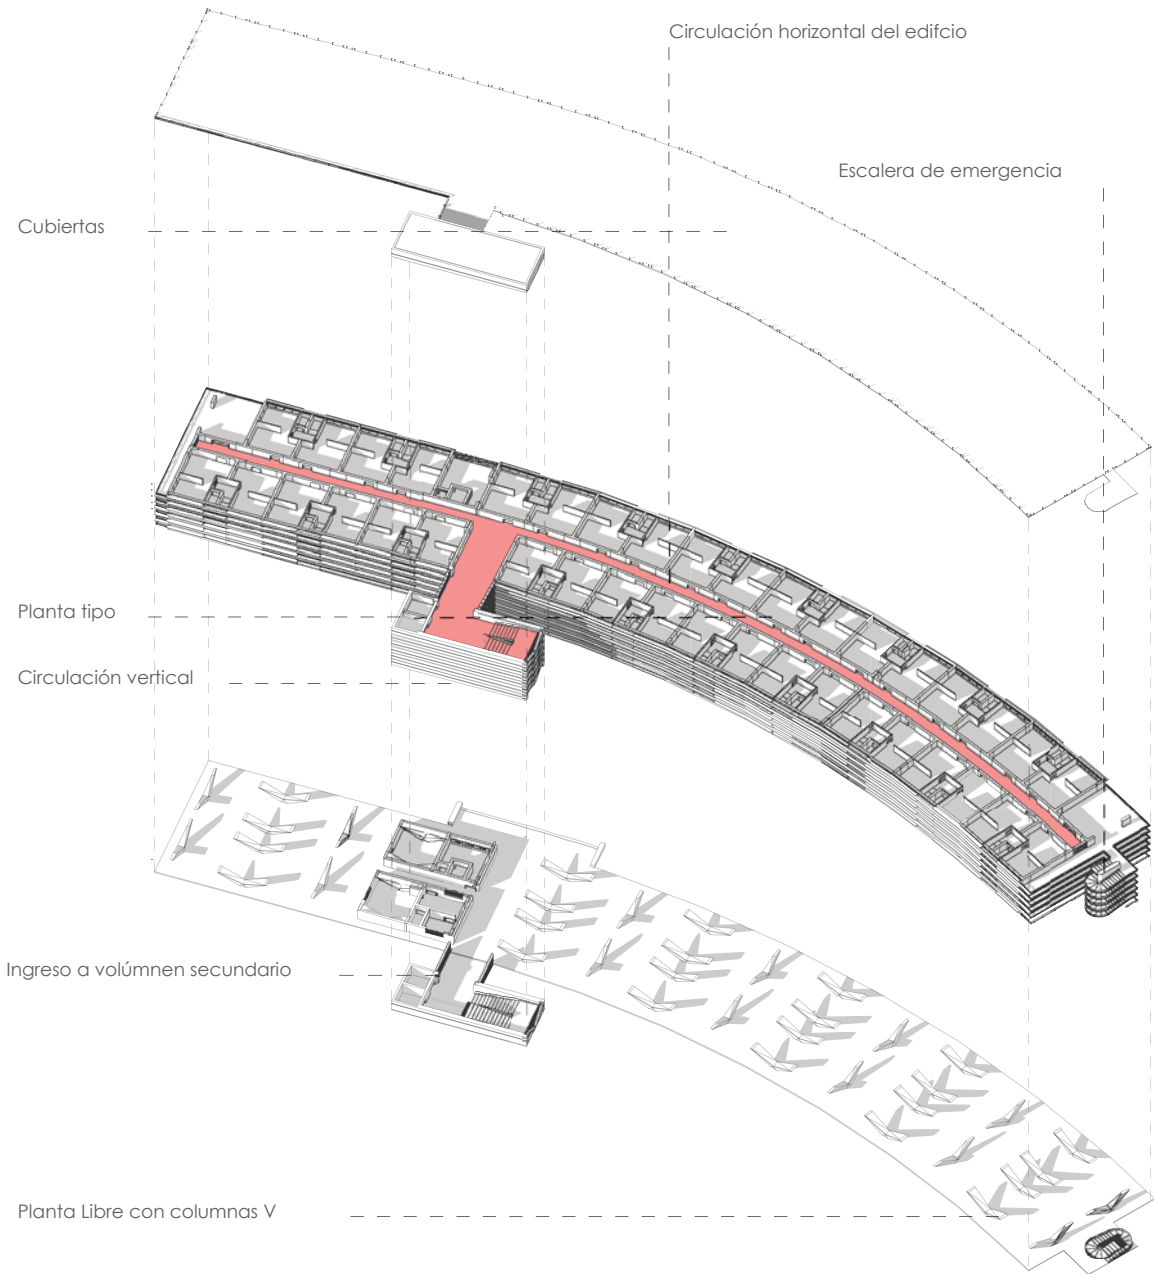 Circulación horizontal del edifcio
Escalera de emergencia
Cubiertas
Planta tipo
Circulación vertical
Ingreso a volúmnen secundario
Planta Libre con columnas V